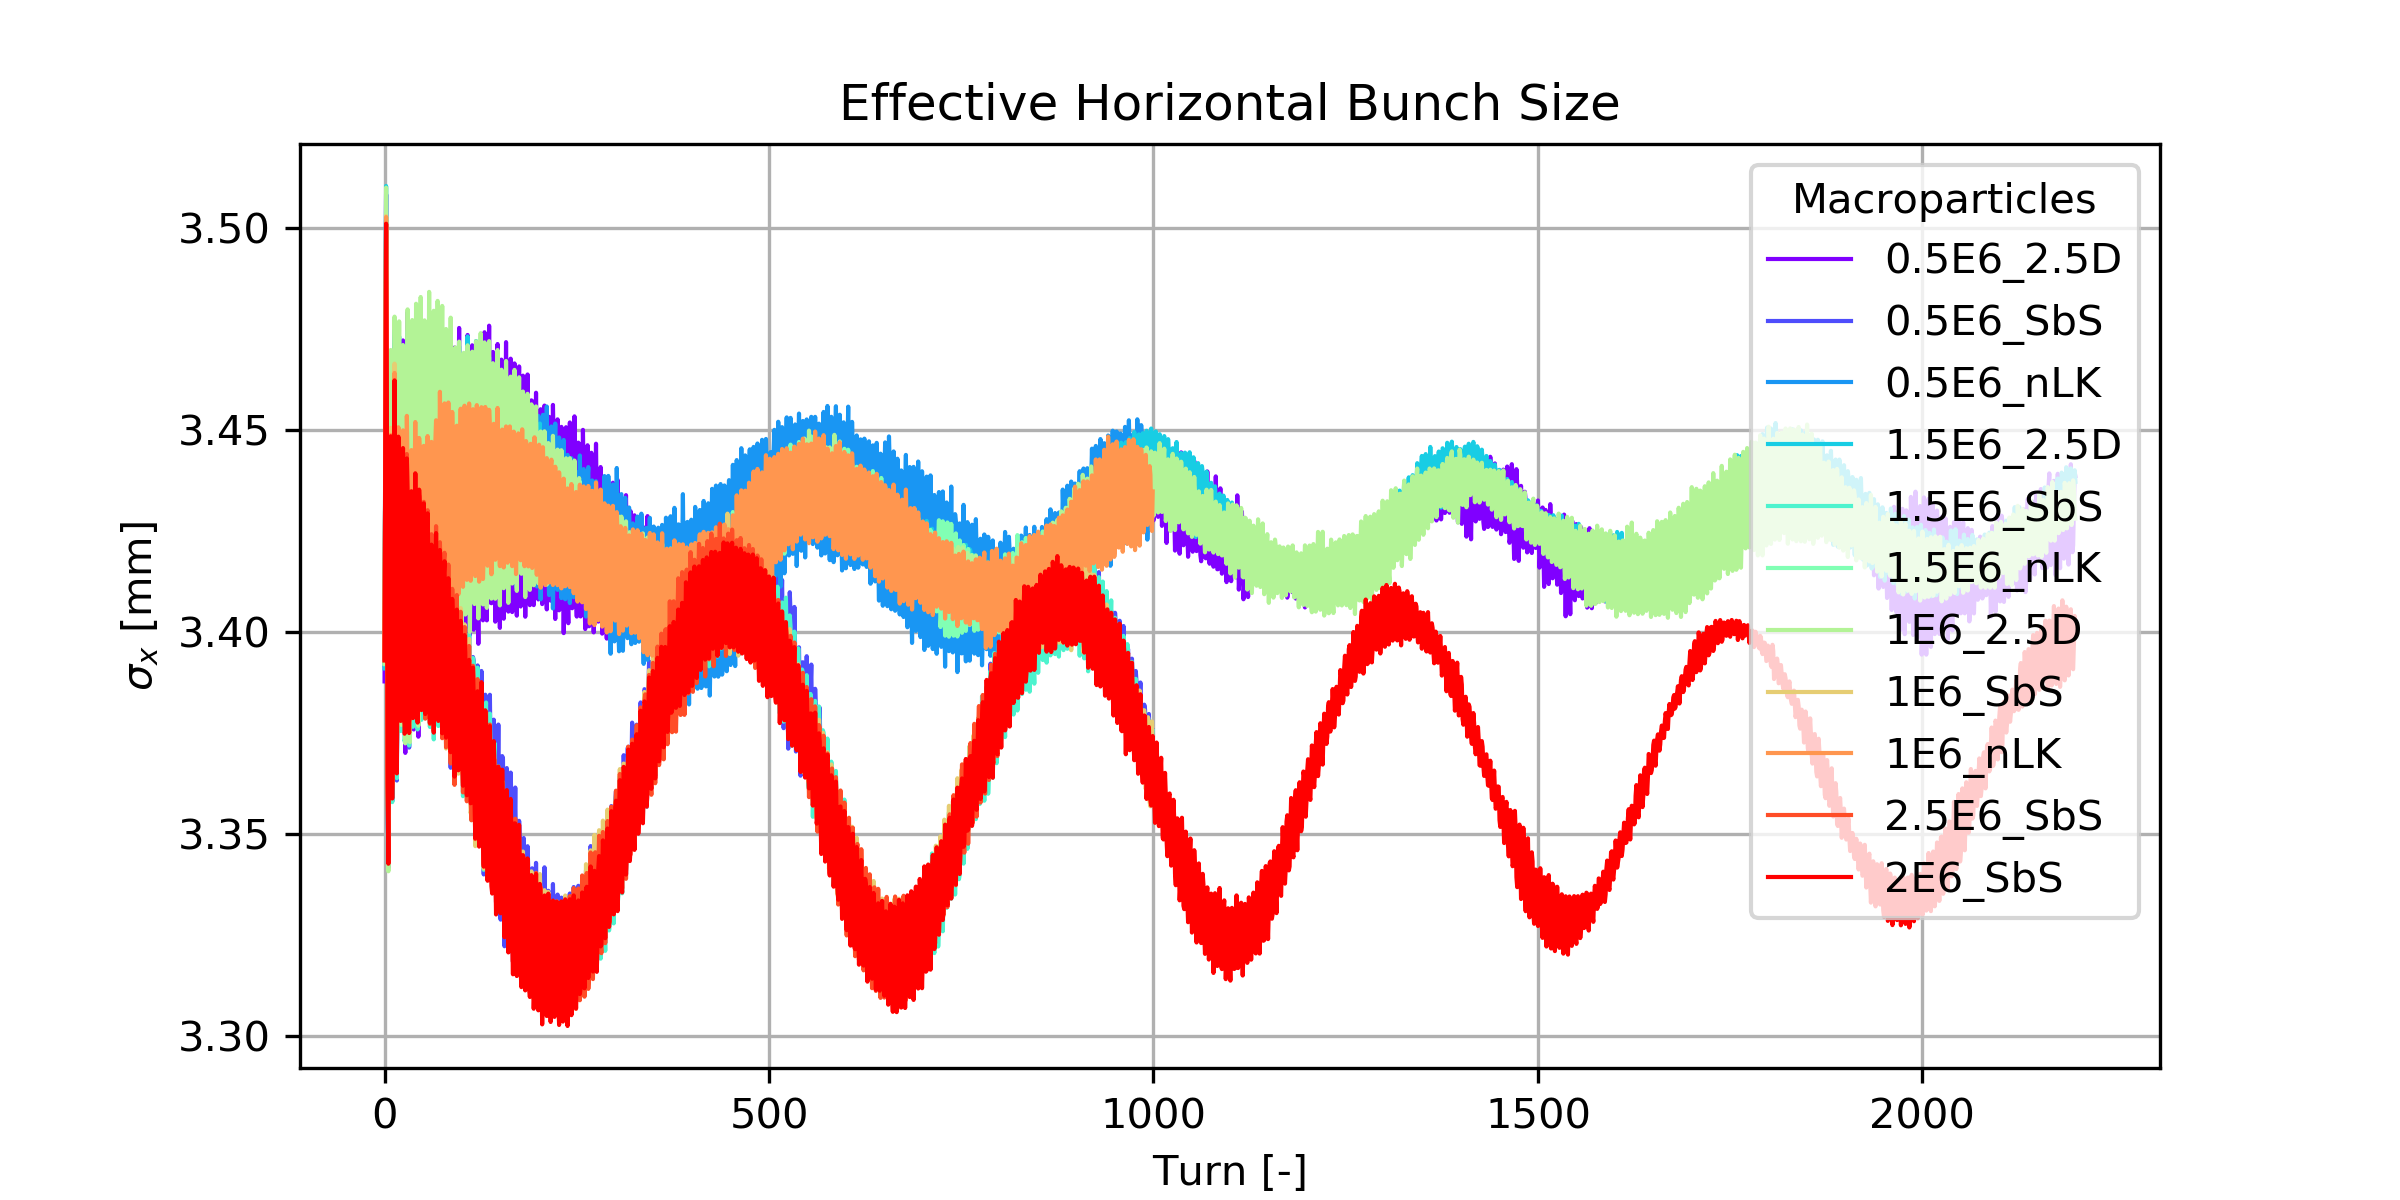 Effective Horizontal Bunch Size
σx [mm]
3.50
3.45
3.40
3.35
3.30
0
500
1000
1500
2000
Turn [-]
Macroparticles
0.5E6_2.5D
0.5E6_SbS
0.5E6_nLK
1.5E6_2.5D
1.5E6_SbS
1.5E6_nLK
1E6_2.5D
1E6_SbS
1E6_nLK
2.5E6_SbS
2E6_SbS